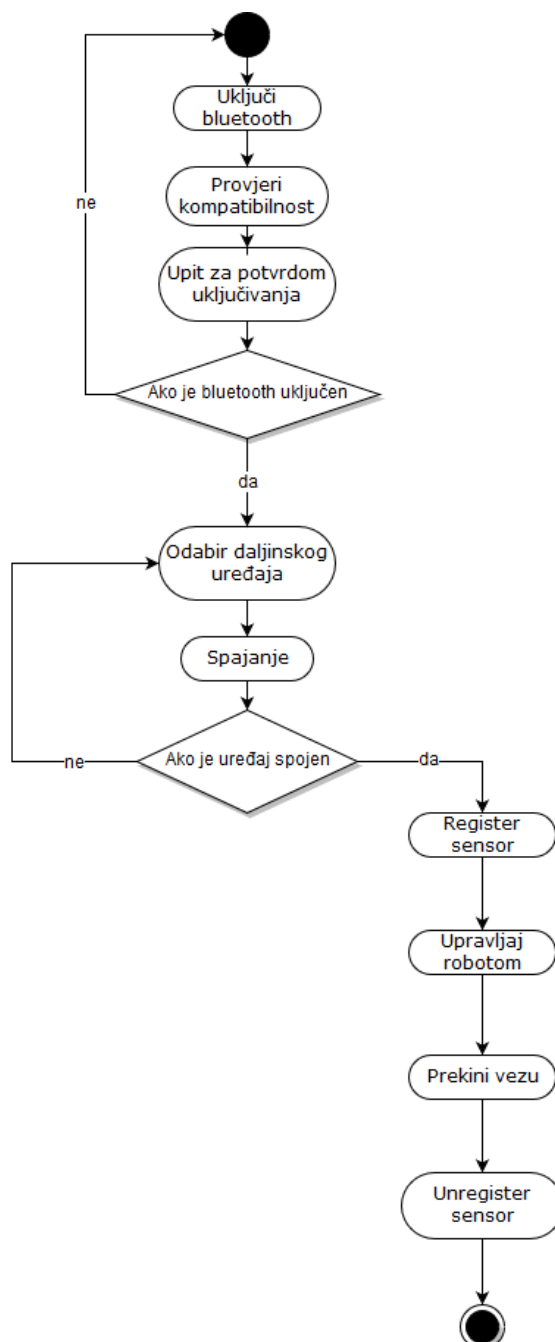 Uključi
bluetooth
Provjeri
kompatibilnost
ne
Upit za potvrdom
uključivanja
Ako je bluetooth uključen
da
Odabir daljinskog
uređaja
Spajanje
Ako je uređaj spojen
ne
da
Register
sensor
Upravljaj
robotom
Prekini vezu
Unregister
sensor